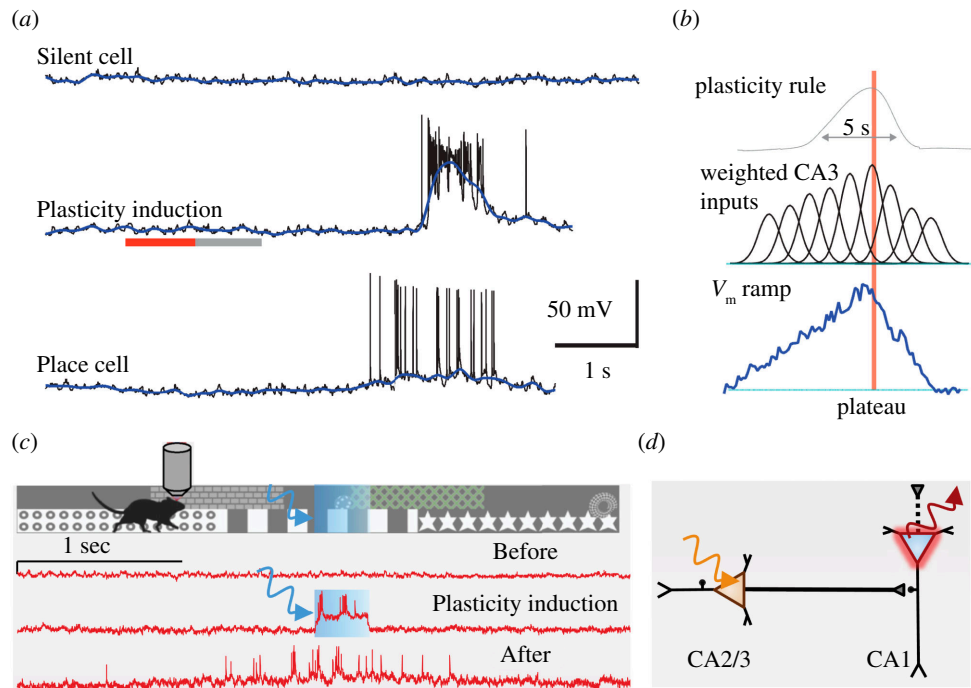 (a)
Silent cell
Plasticity induction
Place cell
50 mV
1 s
(b)
plasticity rule
5 s
weighted CA3
inputs
Vm ramp
plateau
(c)
1 sec
Before
Plasticity induction
After
(d)
CA2/3
CA1